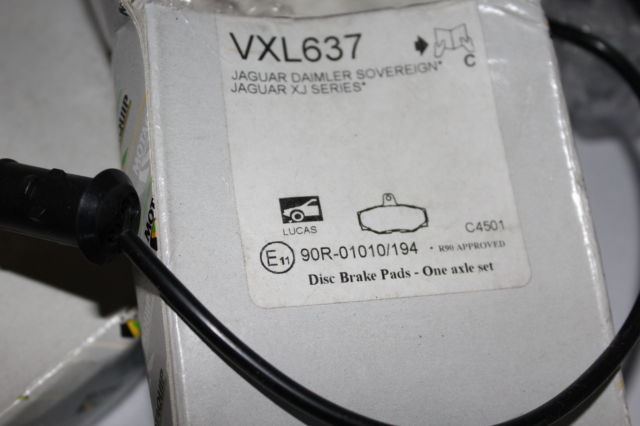 VXL637
C
JAGUAR DAIMLER SOVEREIGN*
JAGUAR XJ SERIES*
LUCAS
C4501
E11 90R-01010/194 · R90 APPROVED
Disc Brake Pads - One axle set